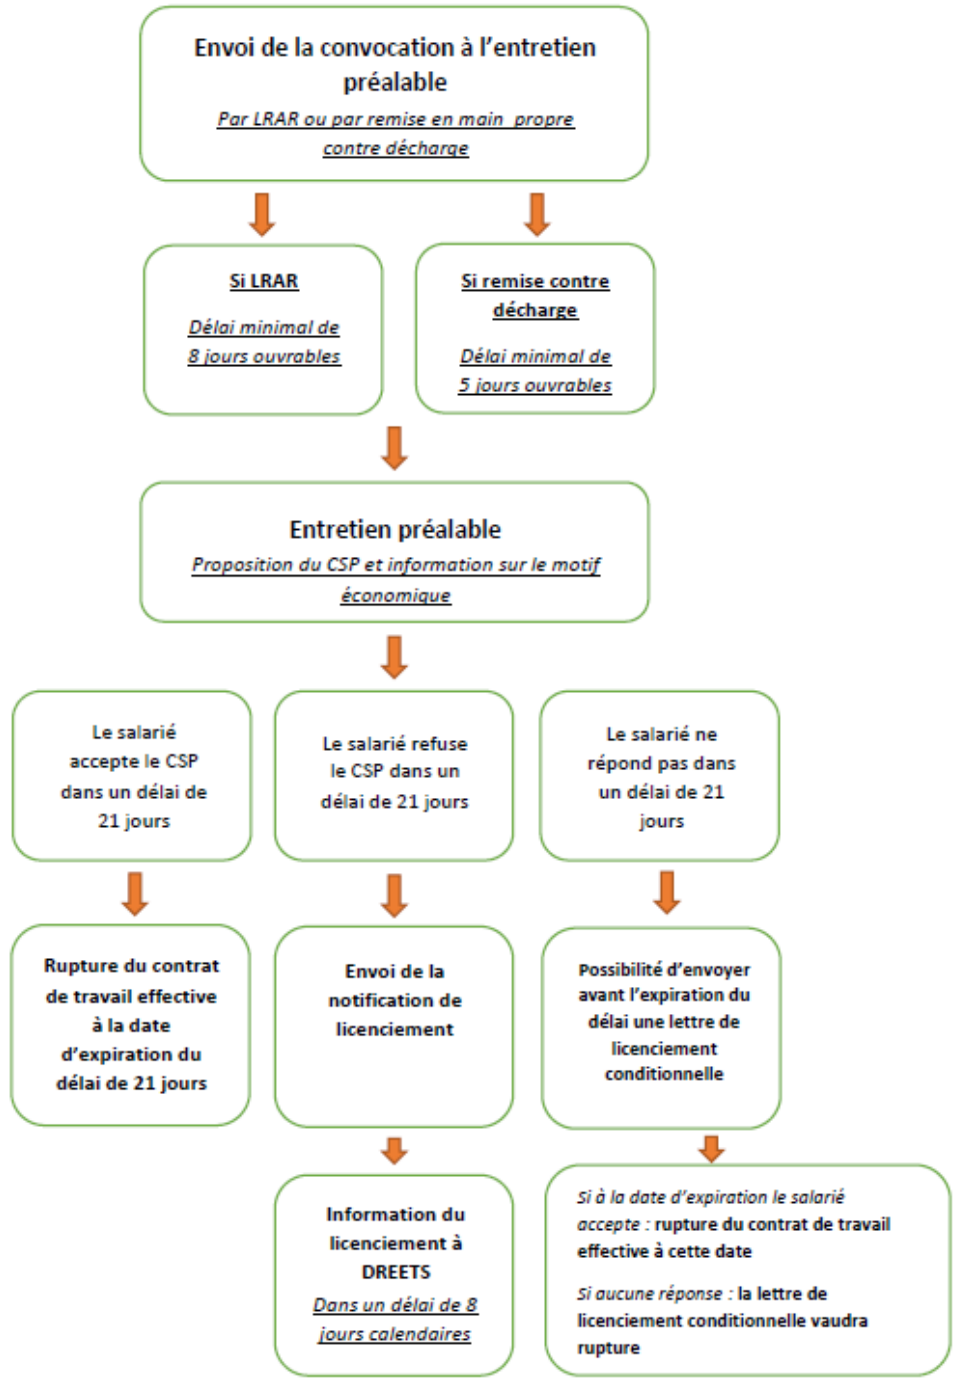 Envoi de la convocation à l'entretien
préalable
Par LRAR ou par remise en main propre
contre décharge
Si LRAR
Délai minimal de
8 jours ouvrables
Si remise contre
décharge
Délai minimal de
5 jours ouvrables
Entretien préalable
Proposition du CSP et information sur le motif
économique
Le salarié
accepte le CSP
dans un délai de
21 jours
Le salarié refuse
le CSP dans un
délai de 21 jours
Le salarié ne
répond pas dans
un délai de 21
jours
Rupture du contrat
de travail effective
à la date
d'expiration du
délai de 21 jours
Envoi de la
notification de
licenciement
Possibilité d'envoyer
avant l'expiration du
délai une lettre de
licenciement
conditionnelle
Information du
licenciement à
DREETS
Dans un délai de 8
jours calendaires
Si à la date d'expiration le salarié
accepte : rupture du contrat de travail
effective à cette date
Si aucune réponse : la lettre de
licenciement conditionnelle vaudra
rupture